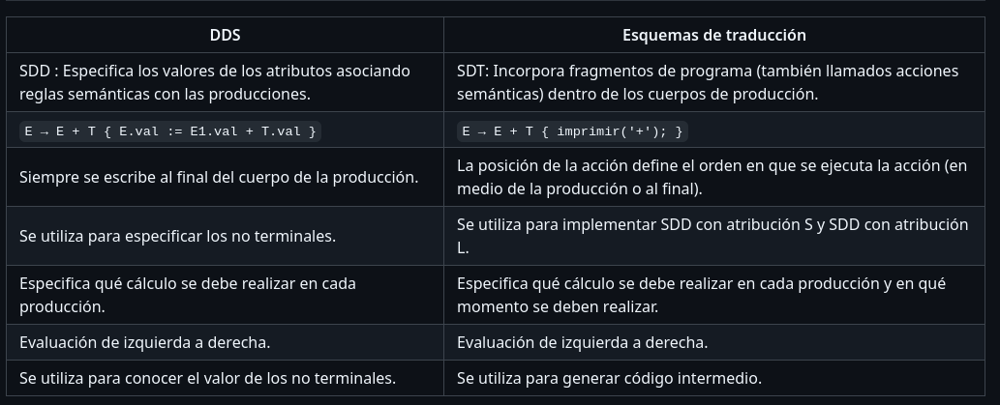 DDS
Esquemas de traducción
SDD : Especifica los valores de los atributos asociando
reglas semánticas con las producciones.
SDT: Incorpora fragmentos de programa (también llamados acciones
semánticas) dentro de los cuerpos de producción.
E → E + T { E.val := E1.val + T.val }
E → E + T { imprimir('+'); }
Siempre se escribe al final del cuerpo de la producción.
La posición de la acción define el orden en que se ejecuta la acción (en
medio de la producción o al final).
Se utiliza para especificar los no terminales.
Se utiliza para implementar SDD con atribución S y SDD con atribución
L.
Especifica qué cálculo se debe realizar en cada
producción.
Especifica qué cálculo se debe realizar en cada producción y en qué
momento se deben realizar.
Evaluación de izquierda a derecha.
Evaluación de izquierda a derecha.
Se utiliza para conocer el valor de los no terminales.
Se utiliza para generar código intermedio.